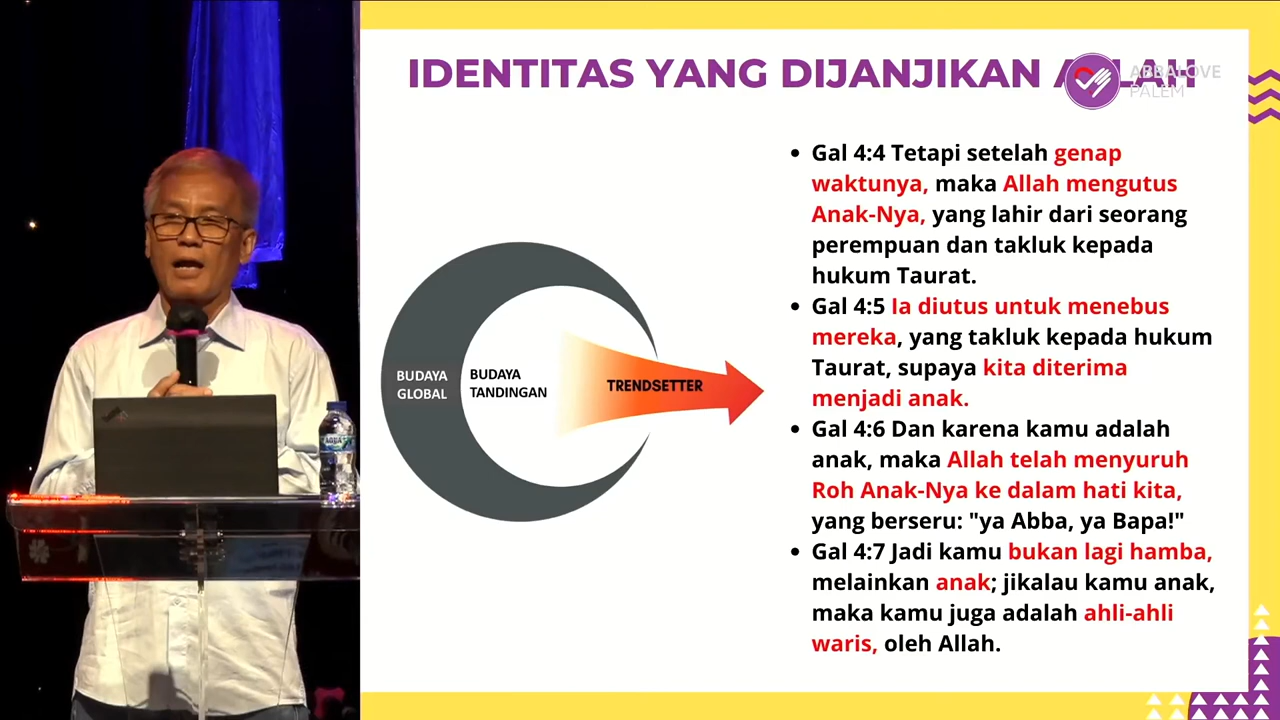 IDENTITAS YANG DIJANJIKAN ALLAH
ABBALOVE
PALEM
• Gal 4:4 Tetapi setelah genap
waktunya, maka Allah mengutus
Anak-Nya, yang lahir dari seorang
perempuan dan takluk kepada
hukum Taurat.
• Gal 4:5 Ia diutus untuk menebus
mereka, yang takluk kepada hukum
Taurat, supaya kita diterima
menjadi anak.
• Gal 4:6 Dan karena kamu adalah
anak, maka Allah telah menyuruh
Roh Anak-Nya ke dalam hati kita,
yang berseru: "ya Abba, ya Bapa!"
• Gal 4:7 Jadi kamu bukan lagi hamba,
melainkan anak; jikalau kamu anak,
maka kamu juga adalah ahli-ahli
waris, oleh Allah.
BUDAYA
GLOBAL
BUDAYA
TANDINGAN
TRENDSETTER
AQUA